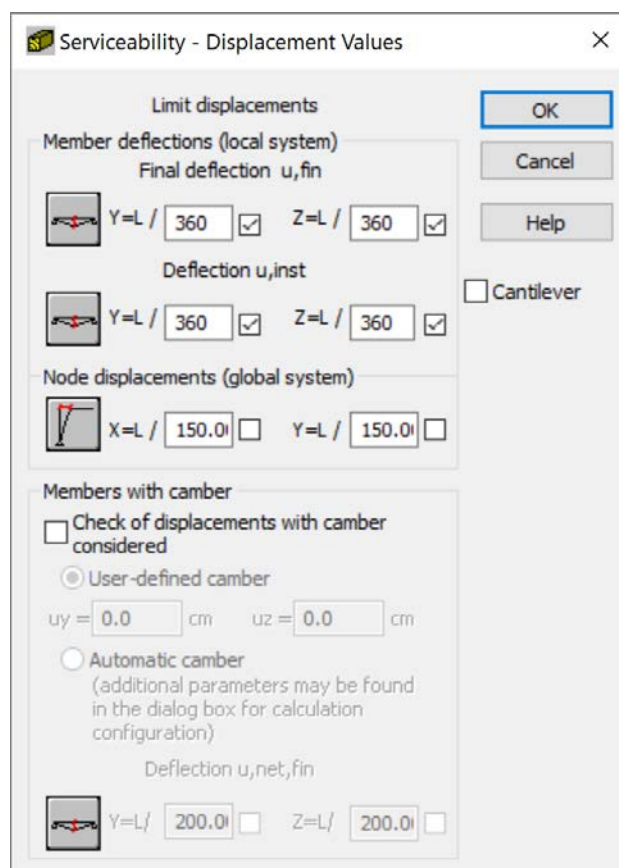 Serviceability - Displacement Values
Limit displacements
OK
Member deflections (local system)
Cancel
Final deflection u,fin
Y=L / 360 Z=L / 360
Help
Deflection u,inst
Cantilever
Y=L / 360 Z=L / 360
Node displacements (global system)
X=L / 150.0 Y=L / 150.0
Members with camber
Check of displacements with camber
considered
User-defined camber
uy = 0.0 cm uz = 0.0 cm
Automatic camber
(additional parameters may be found
in the dialog box for calculation
configuration)
Deflection u,net,fin
Y=L/ 200.0 Z=L/ 200.0